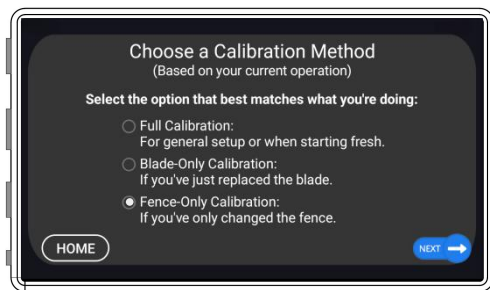 Choose a Calibration Method
(Based on your current operation)
Select the option that best matches what you're doing:
Full Calibration:
For general setup or when starting fresh.
Blade-Only Calibration:
If you've just replaced the blade.
Fence-Only Calibration:
If you've only changed the fence.
HOME
NEXT